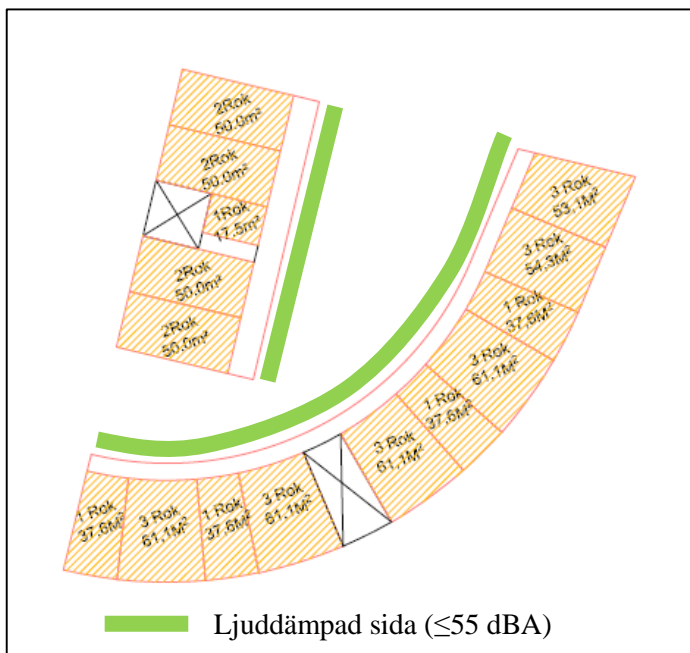 2Rok
50.0m²
2Rok
50.0m²
1Rok
17.5m²
2Rok
50.0m²
2Rok
50.0m²
3 Rok
53,1M²
3 Rok
54.3M²
1 Rok
37,6M²
3 Rok
61,1M²
1 Rok
37.6M²
3 Rok
61,1M²
3 Rok
61.1M²
1 Rok
37.6M²
3 Rok
61,1M²
1 Rok
37.6M²
Ljuddämpad sida (≤55 dBA)